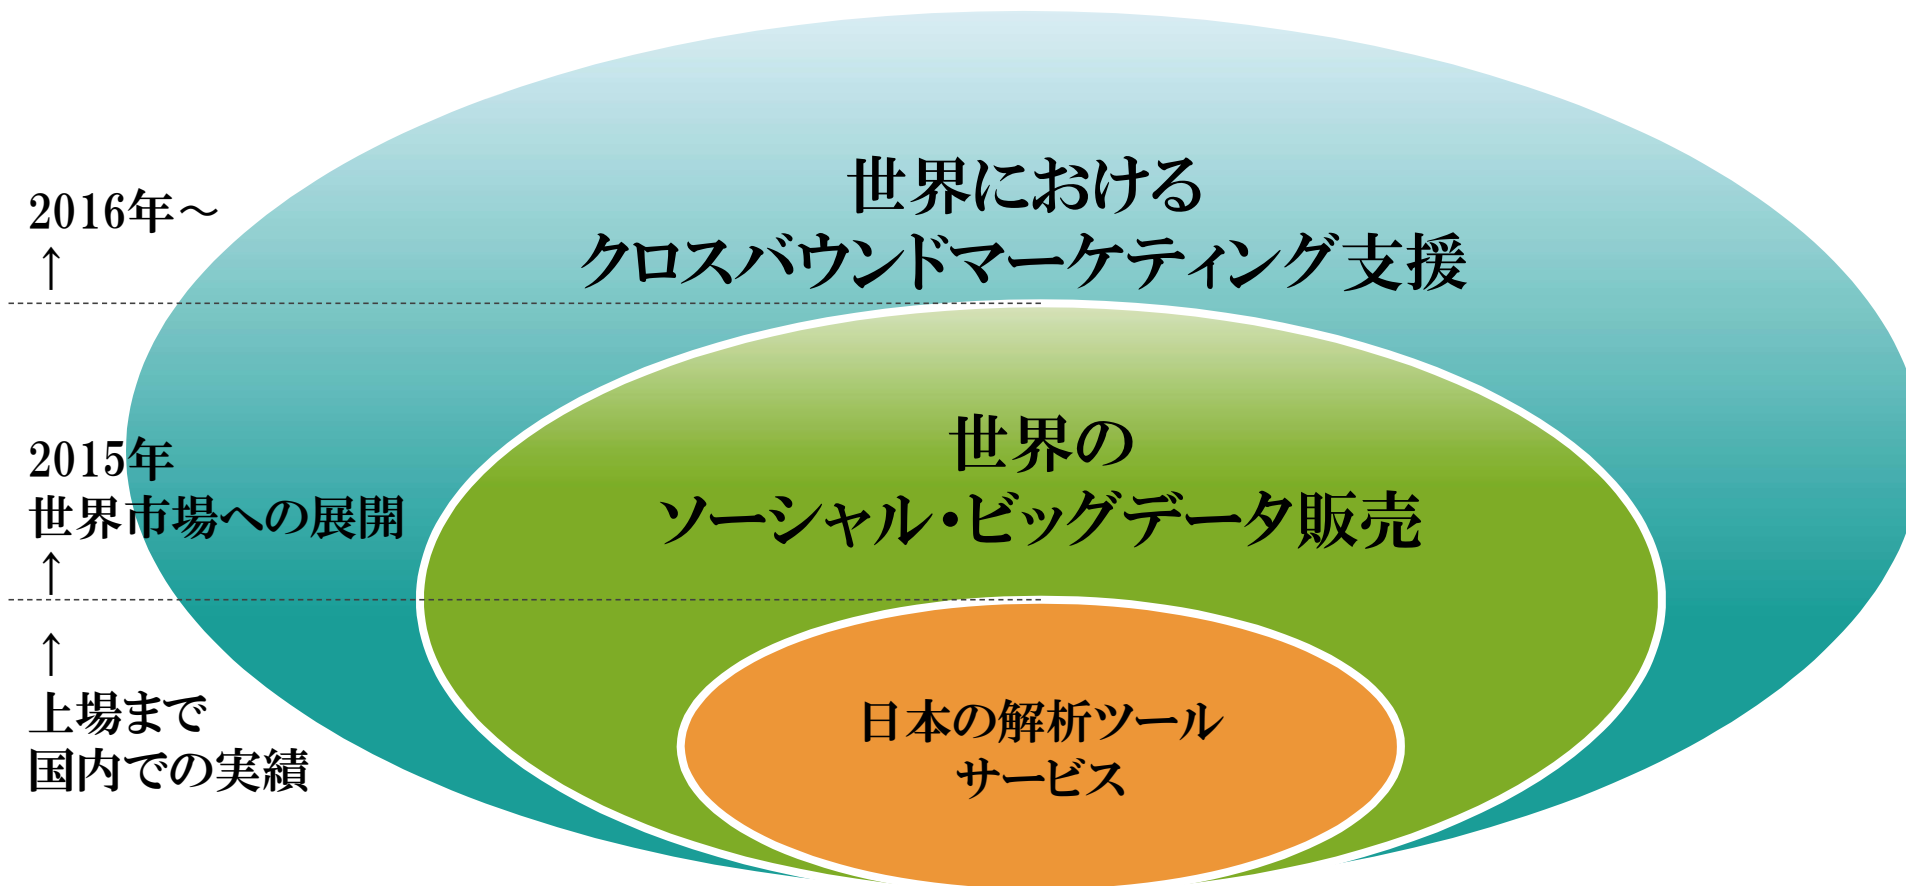 世界における
クロスバウンドマーケティング支援
2016年～
↑
世界の
ソーシャル・ビッグデータ販売
2015年
世界市場への展開
↑
↑
上場まで
国内での実績
日本の解析ツール
サービス